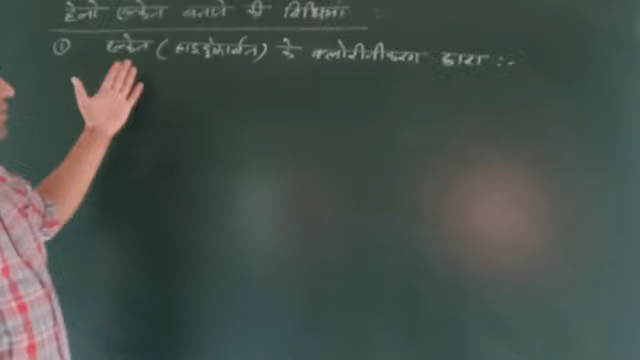 हेलो एल्केन बनाने की विधियां :
① एल्केन (हाइड्रोकार्बन) के क्लोरीनीकरण द्वारा :-